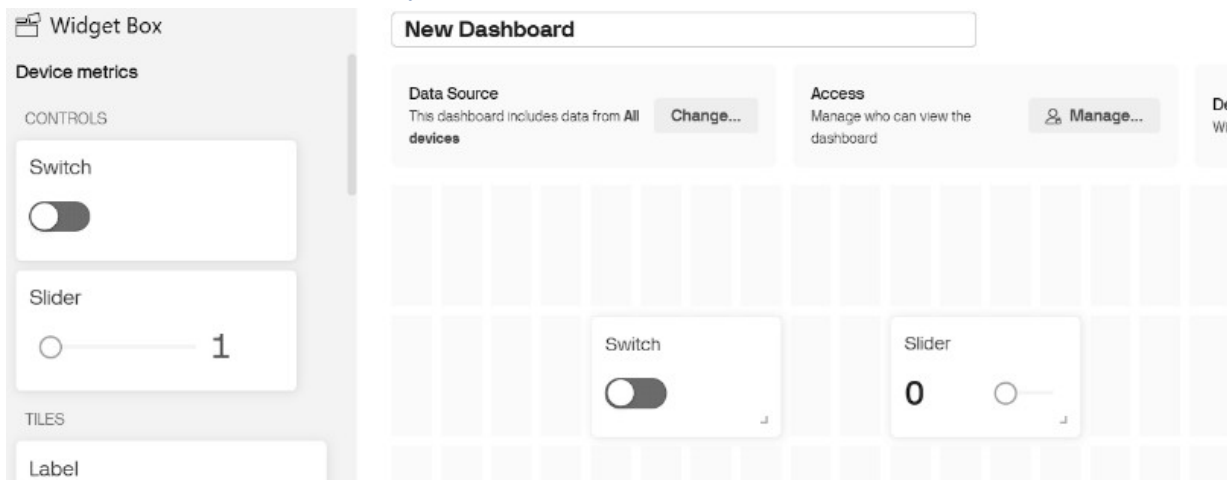 Widget Box
Device metrics
CONTROLS
Switch
Slider
1
TILES
Label
New Dashboard
Data Source
This dashboard includes data from All
devices
Change...
Access
Manage who can view the
dashboard
Manage...
Switch
Slider
0